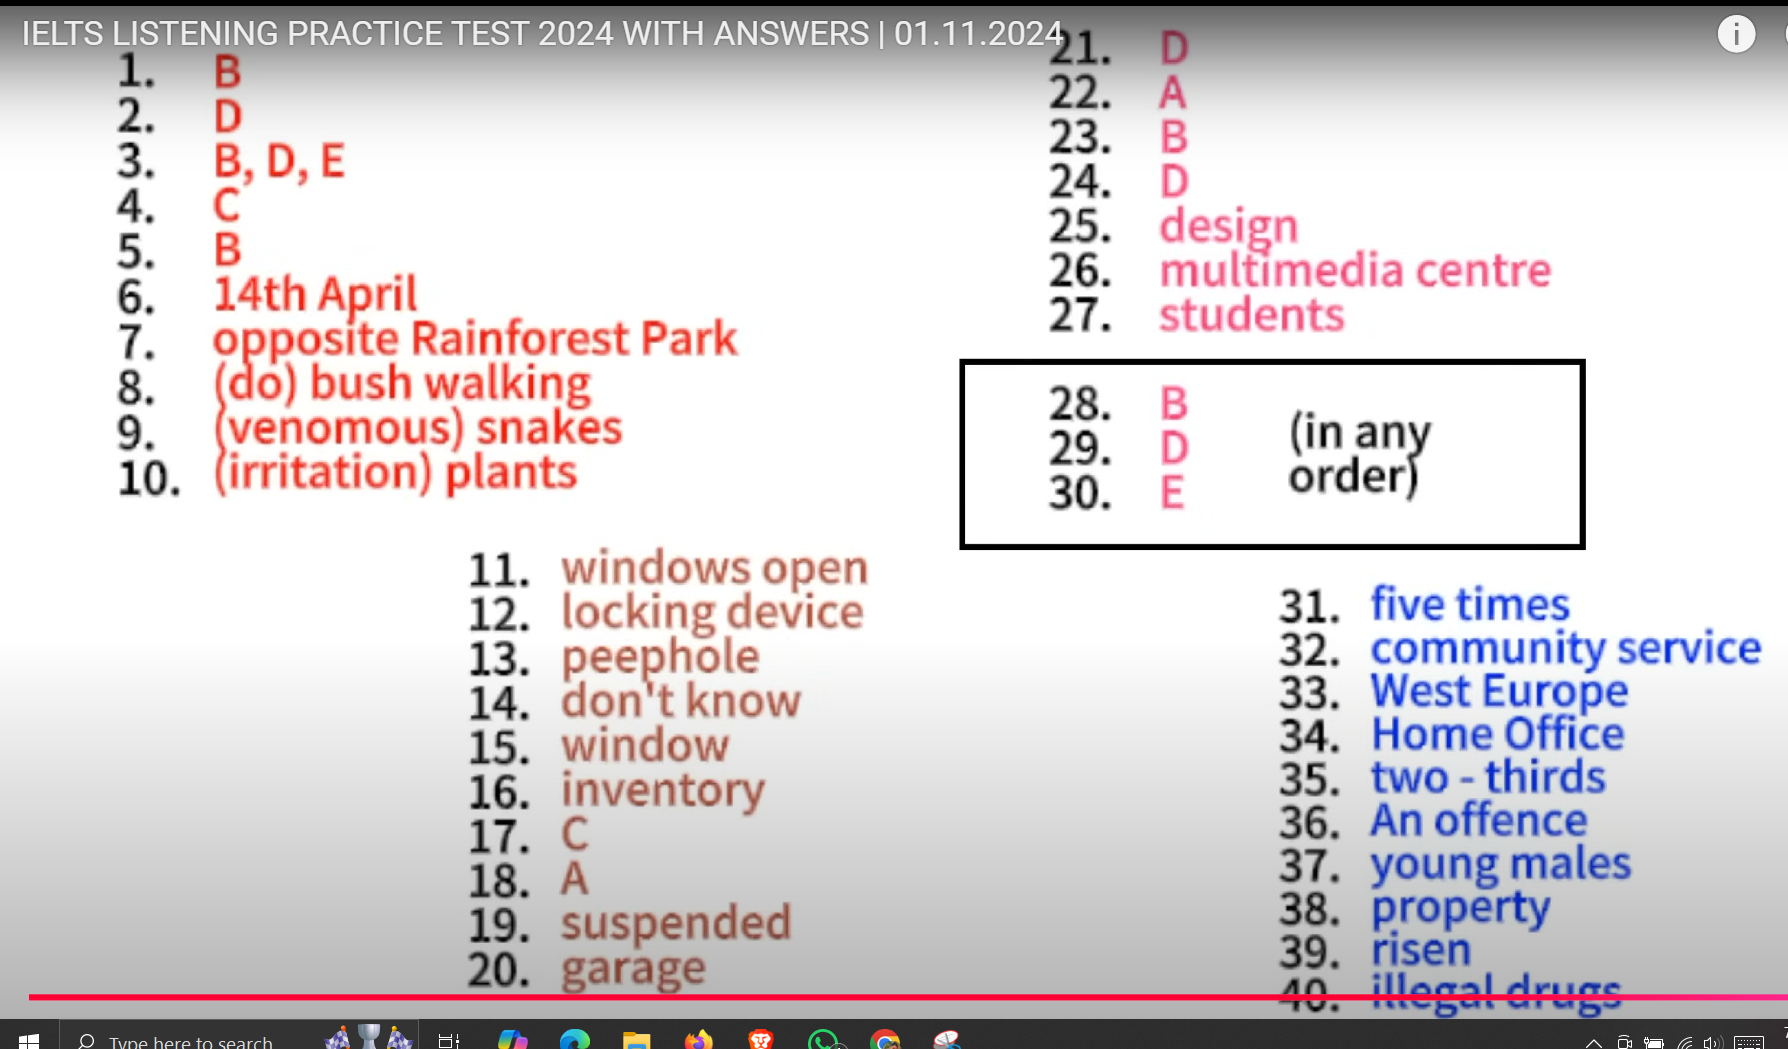 IELTS LISTENING PRACTICE TEST 2024 WITH ANSWERS | 01.11.2024
1. B
2. D
3. B, D, E
4. C
5. B
6. 14th April
7. opposite Rainforest Park
8. (do) bush walking
9. (venomous) snakes
10. (irritation) plants
11. windows open
12. locking device
13. peephole
14. don't know
15. window
16. inventory
17. C
18. A
19. suspended
20. garage
21. D
22. A
23. B
24. D
25. design
26. multimedia centre
27. students
28. B
29. D
30. E
(in any
order)
31. five times
32. community service
33. West Europe
34. Home Office
35. two - thirds
36. An offence
37. young males
38. property
39. risen
40. illegal drugs
Type here to search